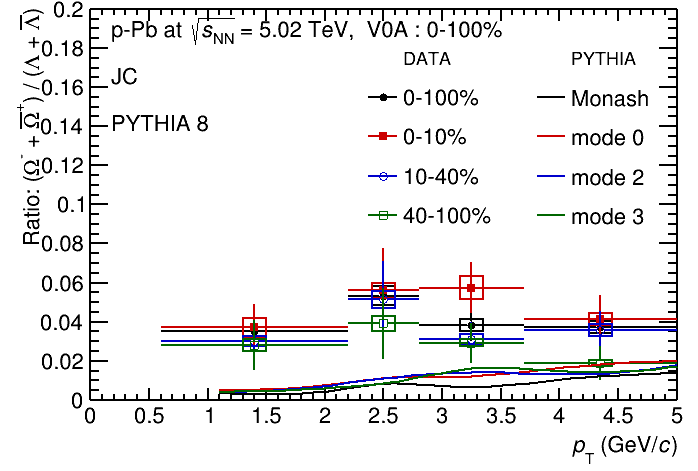 p-Pb at √s_NN = 5.02 TeV, V0A : 0-100%
JC
PYTHIA 8
DATA
0-100%
0-10%
10-40%
40-100%
PYTHIA
Monash
mode 0
mode 2
mode 3
Ratio: (Ω⁻ + Ω̅⁺) / (Λ + Λ̅)
0.2
0.18
0.16
0.14
0.12
0.1
0.08
0.06
0.04
0.02
0
0 0.5 1 1.5 2 2.5 3 3.5 4 4.5 5
p_T (GeV/c)